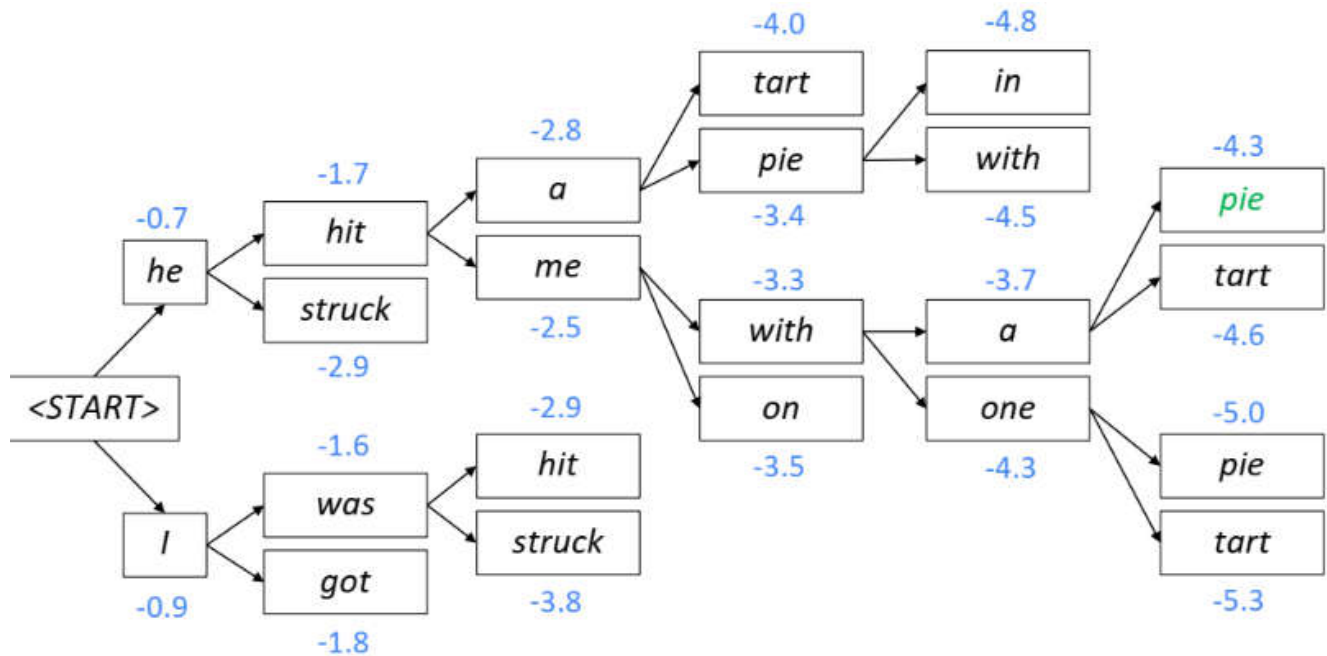 -4.0 -4.8
tart in
-2.8
-1.7 a pie with -4.3
-0.7 hit -3.4 -4.5 pie
he me
struck -2.5 -3.3 -3.7 tart
-2.9 with a -4.6
<START> -2.9 on one -5.0
-1.6 hit -3.5 -4.3 pie
was
I struck tart
-0.9 got -3.8 -5.3
-1.8